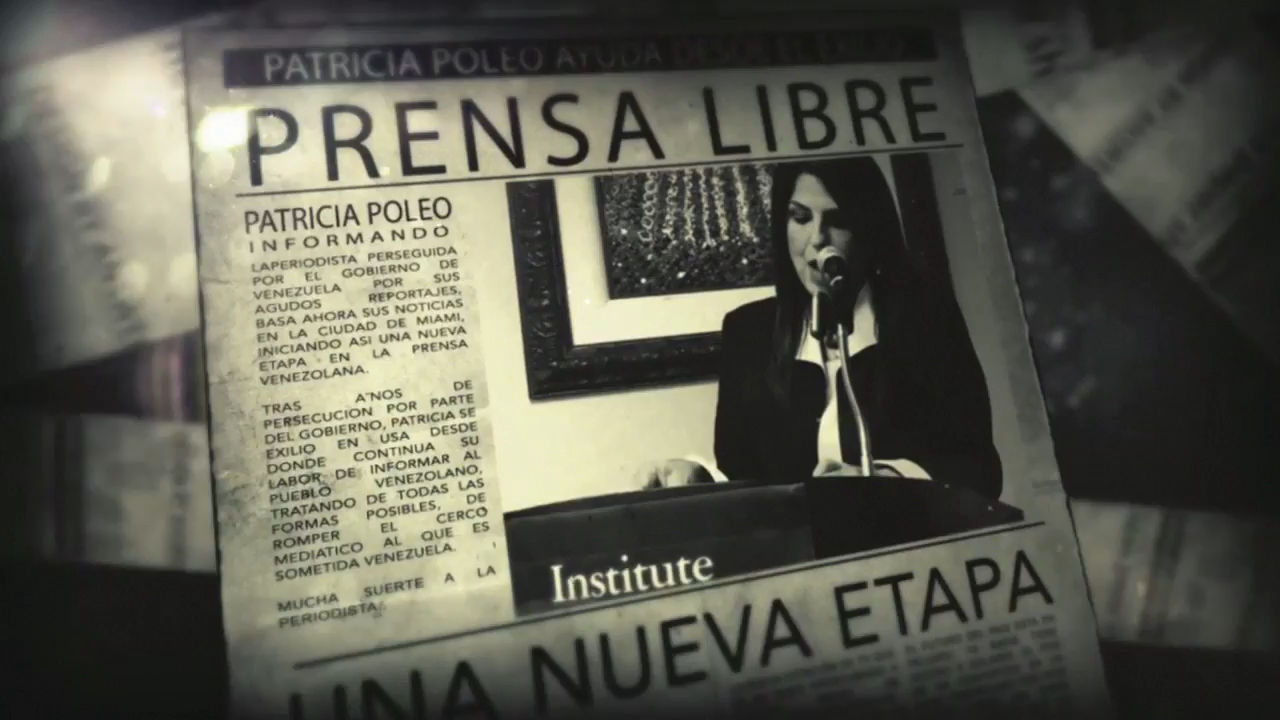 PATRICIA POLEO AYUDA DESDE EL EXILIO
PRENSA LIBRE
PATRICIA POLEO
INFORMANDO
LAPERIODISTA PERSEGUIDA
POR EL GOBIERNO DE
VENEZUELA POR SUS
AGUDOS REPORTAJES,
BASA AHORA SUS NOTICIAS
EN LA CIUDAD DE MIAMI,
INICIANDO ASI UNA NUEVA
ETAPA EN LA PRENSA
VENEZOLANA.
TRAS A~NOS DE
PERSECUCION POR PARTE
DEL GOBIERNO, PATRICIA SE
EXILIO EN USA DESDE
DONDE CONTINUA SU
LABOR DE INFORMAR AL
PUEBLO VENEZOLANO,
TRATANDO DE TODAS LAS
FORMAS POSIBLES, DE
ROMPER EL CERCO
MEDIATICO AL QUE ES
SOMETIDA VENEZUELA.
MUCHA SUERTE A LA
PERIODISTA
Institute
UNA NUEVA ETAPA